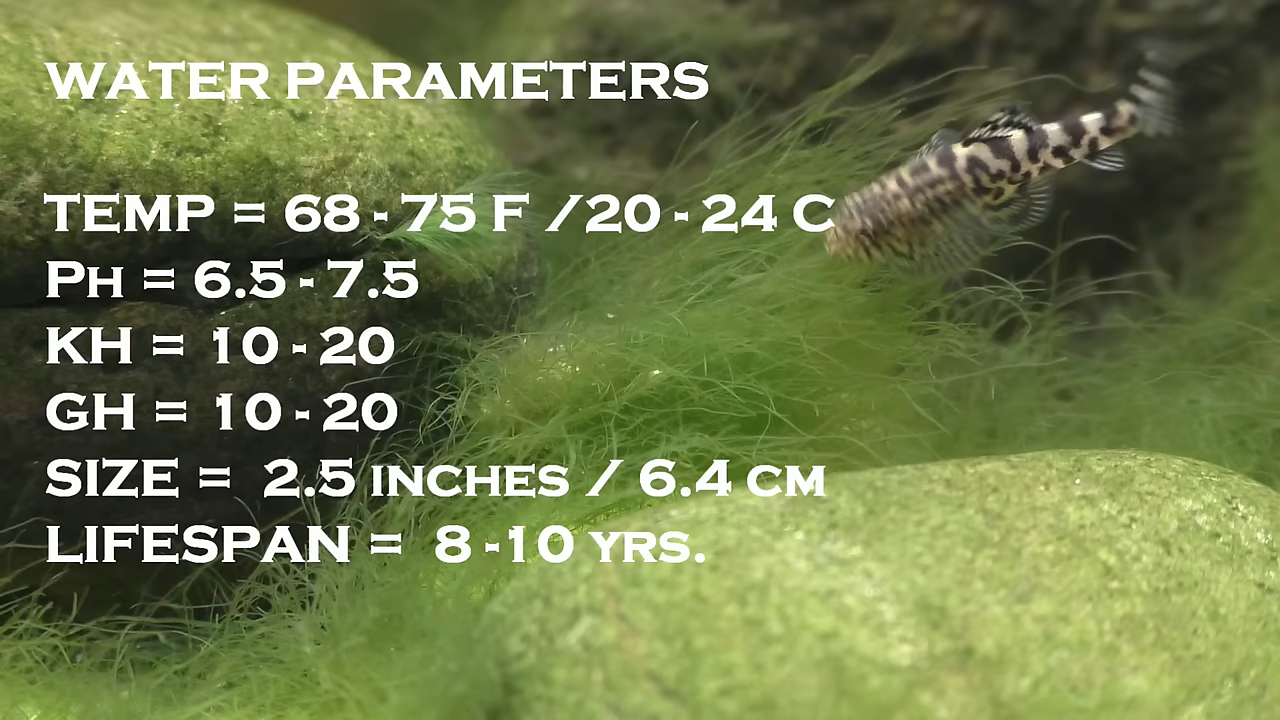 WATER PARAMETERS
TEMP = 68 - 75 F /20 - 24 C
PH = 6.5 - 7.5
KH = 10 - 20
GH = 10 - 20
SIZE = 2.5 INCHES / 6.4 CM
LIFESPAN = 8 -10 YRS.